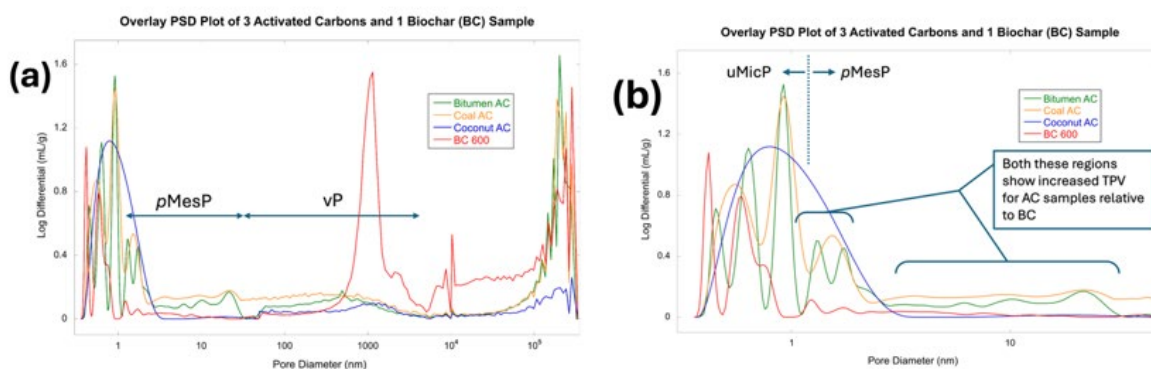 Overlay PSD Plot of 3 Activated Carbons and 1 Biochar (BC) Sample
(a)
1.6
1.2
0.8
0.4
0
Log Differential (mL/g)
Bitumen AC
Coal AC
Coconut AC
BC 600
pMesP
vP
1
10
100
1000
10⁴
10⁵
Pore Diameter (nm)
Overlay PSD Plot of 3 Activated Carbons and 1 Biochar (BC) Sample
(b)
1.6
1.2
0.8
0.4
0
Log Differential (mL/g)
uMicP
pMesP
Bitumen AC
Coal AC
Coconut AC
BC 600
Both these regions
show increased TPV
for AC samples relative
to BC
1
10
Pore Diameter (nm)